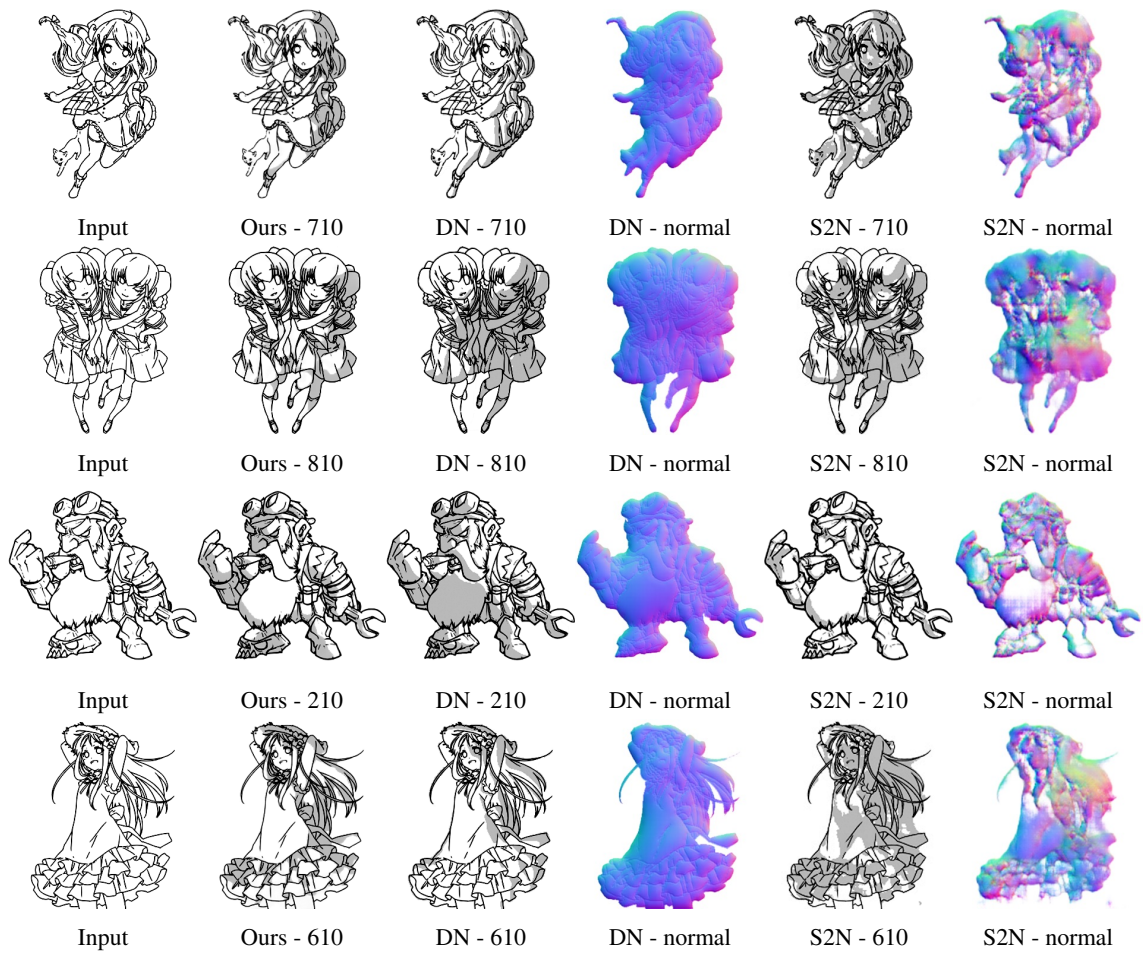 Input Ours - 710 DN - 710 DN - normal S2N - 710 S2N - normal
Input Ours - 810 DN - 810 DN - normal S2N - 810 S2N - normal
Input Ours - 210 DN - 210 DN - normal S2N - 210 S2N - normal
Input Ours - 610 DN - 610 DN - normal S2N - 610 S2N - normal